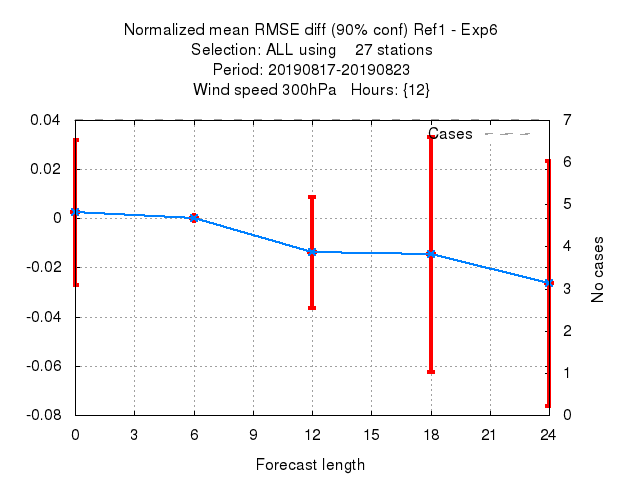 Normalized mean RMSE diff (90% conf) Ref1 - Exp6
Selection: ALL using    27 stations
Period: 20190817-20190823
Wind speed 300hPa   Hours: {12}
0.04
0.02
0
-0.02
-0.04
-0.06
-0.08
Cases
7
6
5
4
3
2
1
0
No cases
0 3 6 9 12 15 18 21 24
Forecast length